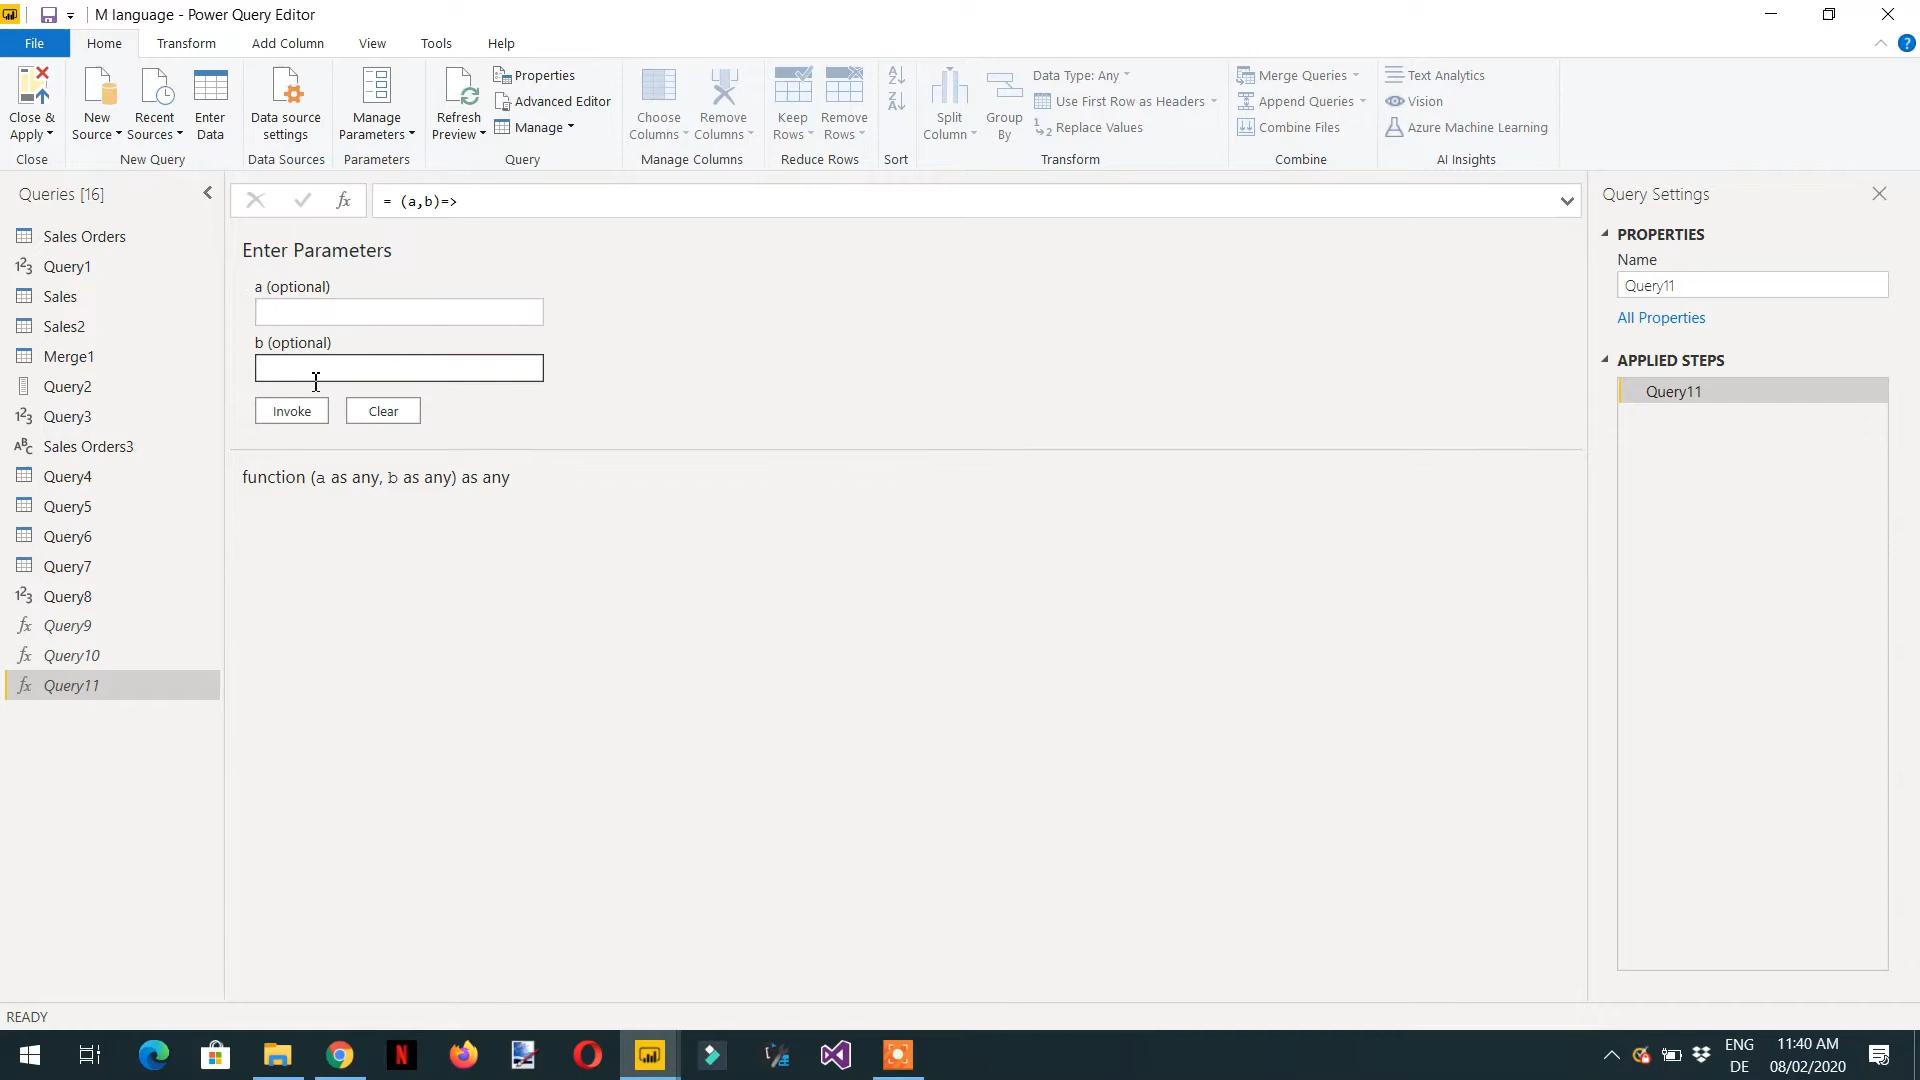 M language - Power Query Editor
File
Home
Transform
Add Column
View
Tools
Help
Close &
Apply
New
Source
Recent
Sources
Enter
Data
Data source
settings
Manage
Parameters
Refresh
Preview
Properties
Advanced Editor
Manage
Choose
Columns
Remove
Columns
Keep
Rows
Remove
Rows
Split
Column
Group
By
Data Type: Any
Use First Row as Headers
Replace Values
Merge Queries
Append Queries
Combine Files
Text Analytics
Vision
Azure Machine Learning
Close
New Query
Data Sources
Parameters
Query
Manage Columns
Reduce Rows
Sort
Transform
Combine
AI Insights
Queries [16]
Sales Orders
Query1
Sales
Sales2
Merge1
Query2
Query3
Sales Orders3
Query4
Query5
Query6
Query7
Query8
Query9
Query10
Query11
fx
= (a,b)=>
Enter Parameters
a (optional)
b (optional)
Invoke
Clear
function (a as any, b as any) as any
Query Settings
PROPERTIES
Name
Query11
All Properties
APPLIED STEPS
Query11
READY
ENG
DE
11:40 AM
08/02/2020